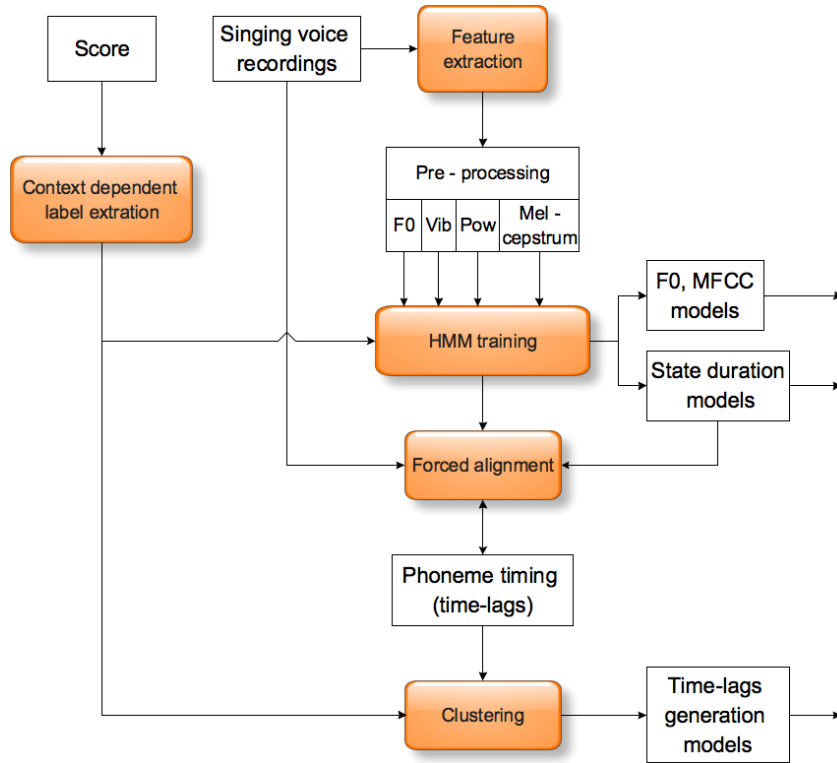 Score
Singing voice
recordings
Feature
extraction
Context dependent
label extration
Pre - processing
F0
Vib
Pow
Mel -
cepstrum
HMM training
F0, MFCC
models
State duration
models
Forced alignment
Phoneme timing
(time-lags)
Clustering
Time-lags
generation
models